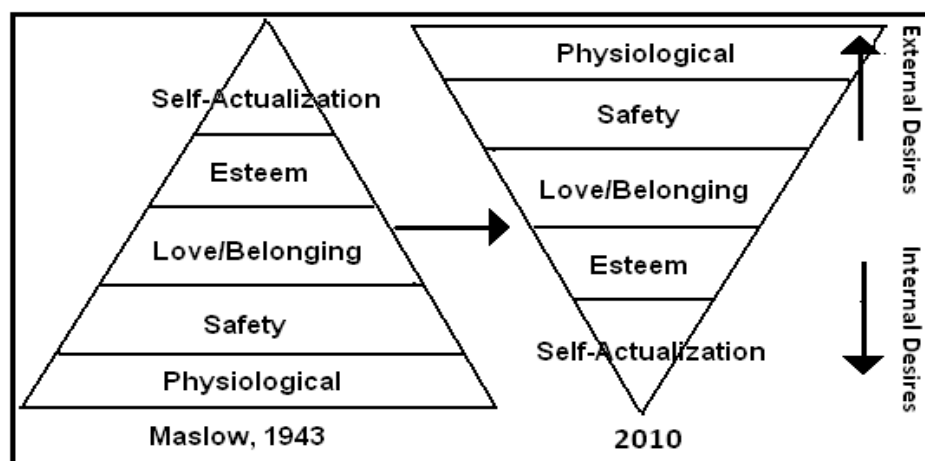 Self-Actualization
Esteem
Love/Belonging
Safety
Physiological
Maslow, 1943
Physiological
Safety
Love/Belonging
Esteem
Self-Actualization
2010
External Desires
Internal Desires